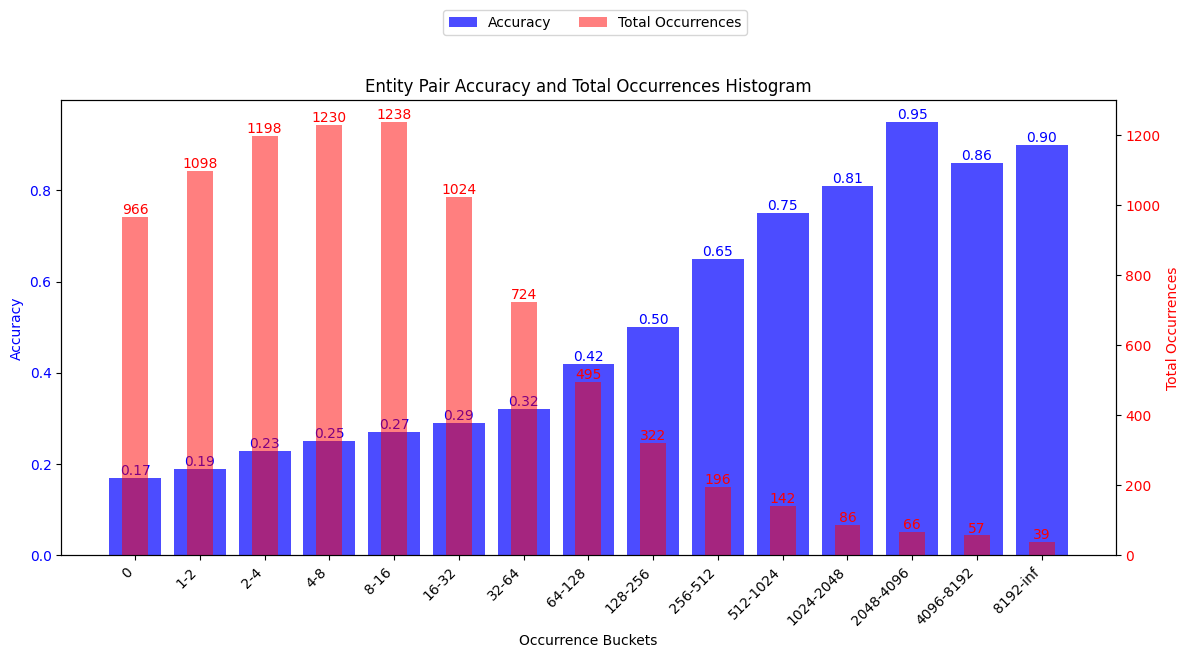 Accuracy Total Occurrences
Entity Pair Accuracy and Total Occurrences Histogram
Accuracy
0.8
0.6
0.4
0.2
0.0
966 1098 1198 1230 1238 1024 724 495 322 196 142 86 66 57 39
0.17 0.19 0.23 0.25 0.27 0.29 0.32 0.42 0.50 0.65 0.75 0.81 0.95 0.86 0.90
1200
1000
800
600
400
200
0
Total Occurrences
0 1-2 2-4 4-8 8-16 16-32 32-64 64-128 128-256 256-512 512-1024 1024-2048 2048-4096 4096-8192 8192-inf
Occurrence Buckets